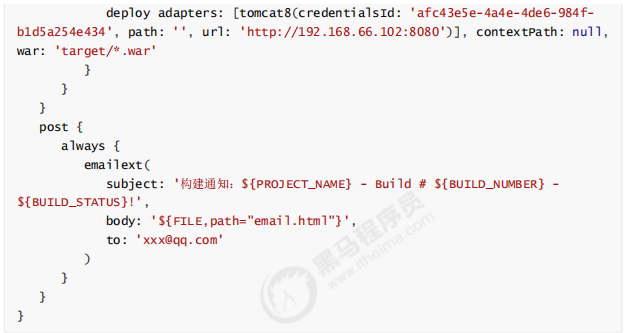 deploy adapters: [tomcat8(credentialsId: 'afc43e5e-4a4e-4de6-984f-
b1d5a254e434', path: '', url: 'http://192.168.66.102:8080')], contextPath: null,
war: 'target/*.war'
}
}
}
post {
always {
emailext(
subject: '构建通知：${PROJECT_NAME} - Build # ${BUILD_NUMBER} -
${BUILD_STATUS}!',
body: '${FILE,path="email.html"}',
to: 'xxx@qq.com'
)
}
}
}
黑马程序员
www.itheima.com